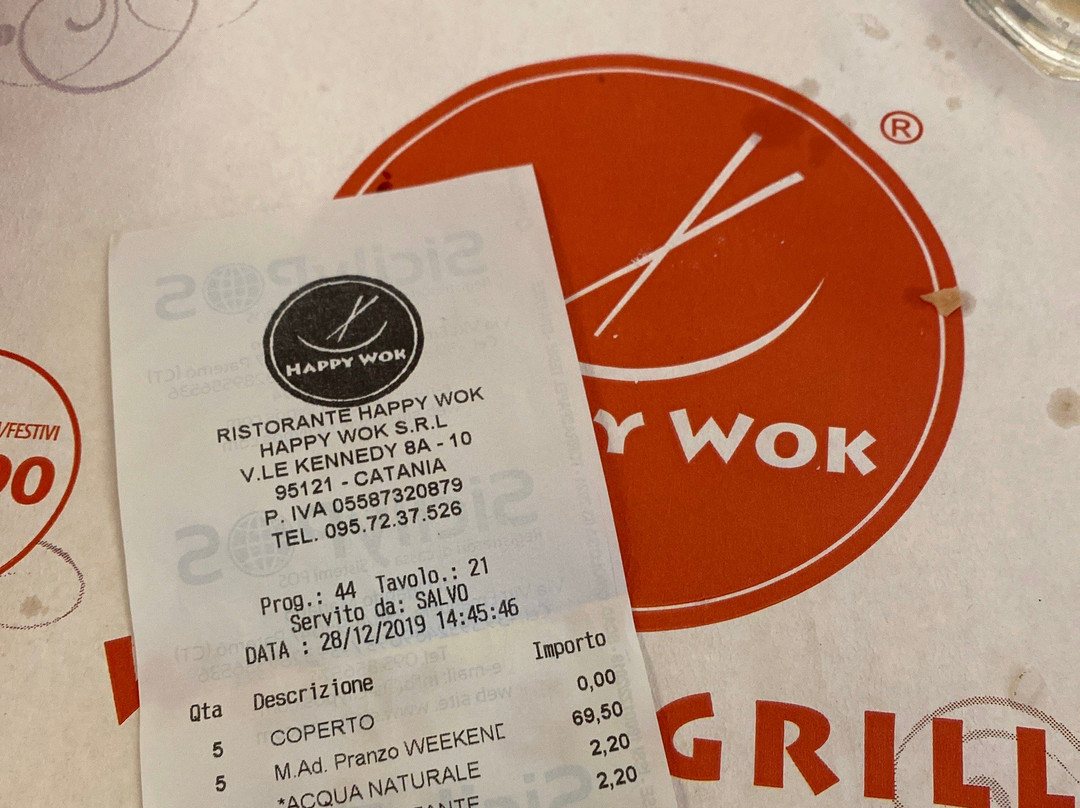 ®
HAPPY WOK
RISTORANTE HAPPY WOK
HAPPY WOK S.R.L
V.LE KENNEDY 8A - 10
95121 - CATANIA
P. IVA 05587320879
TEL. 095.72.37.526
Prog.: 44 Tavolo.: 21
Servito da: SALVO
DATA : 28/12/2019 14:45:46
Qta Descrizione Importo
5 COPERTO 0,00
5 M.Ad. Pranzo WEEKEND 69,50
*ACQUA NATURALE 2,20
2,20
Y WOK
GRILL
/FESTIVI
00
SicilyPOS
SicilyPOS